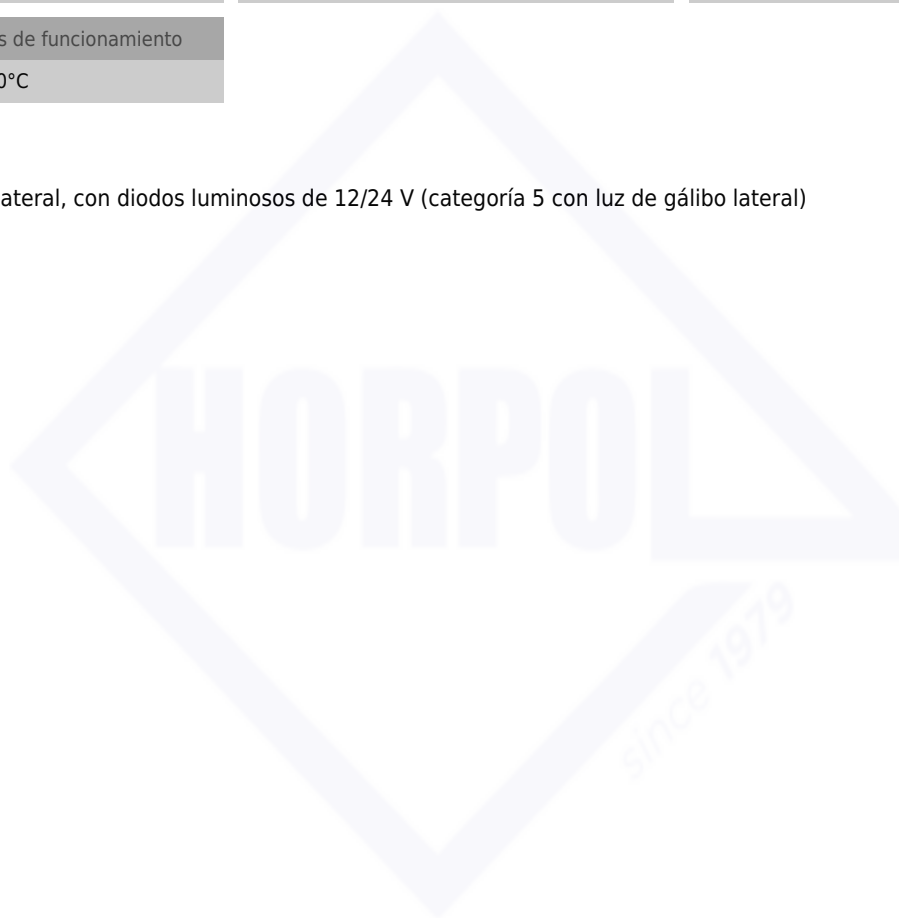 s de funcionamiento
0°C
ateral, con diodos luminosos de 12/24 V (categoría 5 con luz de gálibo lateral)
HORPOL
since 1979